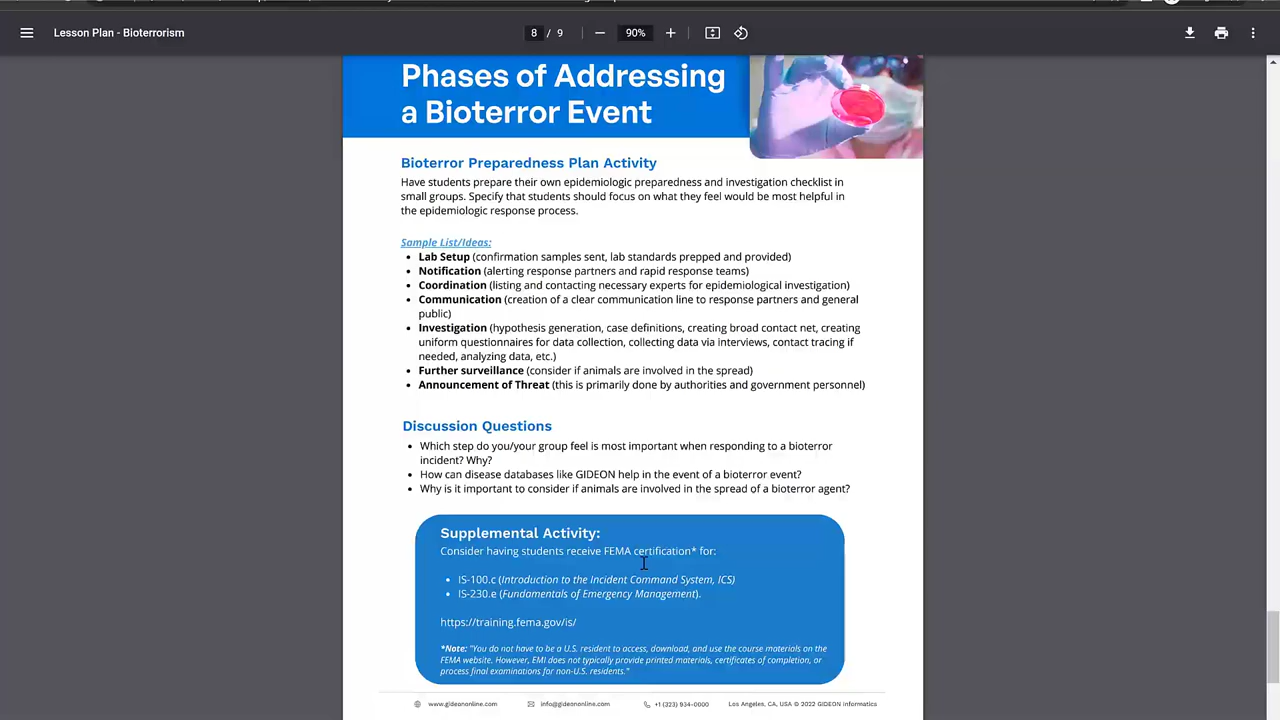 Lesson Plan - Bioterrorism
8 / 9
90%
Phases of Addressing
a Bioterror Event
Bioterror Preparedness Plan Activity
Have students prepare their own epidemiologic preparedness and investigation checklist in
small groups. Specify that students should focus on what they feel would be most helpful in
the epidemiologic response process.
Sample List/Ideas:
• Lab Setup (confirmation samples sent, lab standards prepped and provided)
• Notification (alerting response partners and rapid response teams)
• Coordination (listing and contacting necessary experts for epidemiological investigation)
• Communication (creation of a clear communication line to response partners and general
public)
• Investigation (hypothesis generation, case definitions, creating broad contact net, creating
uniform questionnaires for data collection, collecting data via interviews, contact tracing if
needed, analyzing data, etc.)
• Further surveillance (consider if animals are involved in the spread)
• Announcement of Threat (this is primarily done by authorities and government personnel)
Discussion Questions
• Which step do you/your group feel is most important when responding to a bioterror
incident? Why?
• How can disease databases like GIDEON help in the event of a bioterror event?
• Why is it important to consider if animals are involved in the spread of a bioterror agent?
Supplemental Activity:
Consider having students receive FEMA certification* for:
• IS-100.c (Introduction to the Incident Command System, ICS)
• IS-230.e (Fundamentals of Emergency Management).
https://training.fema.gov/is/
*Note: "You do not have to be a U.S. resident to access, download, and use the course materials on the
FEMA website. However, EMI does not typically provide printed materials, certificates of completion, or
process final examinations for non-U.S. residents."
www.gideononline.com info@gideononline.com +1 (323) 934-0000 Los Angeles, CA, USA © 2022 GIDEON Informatics